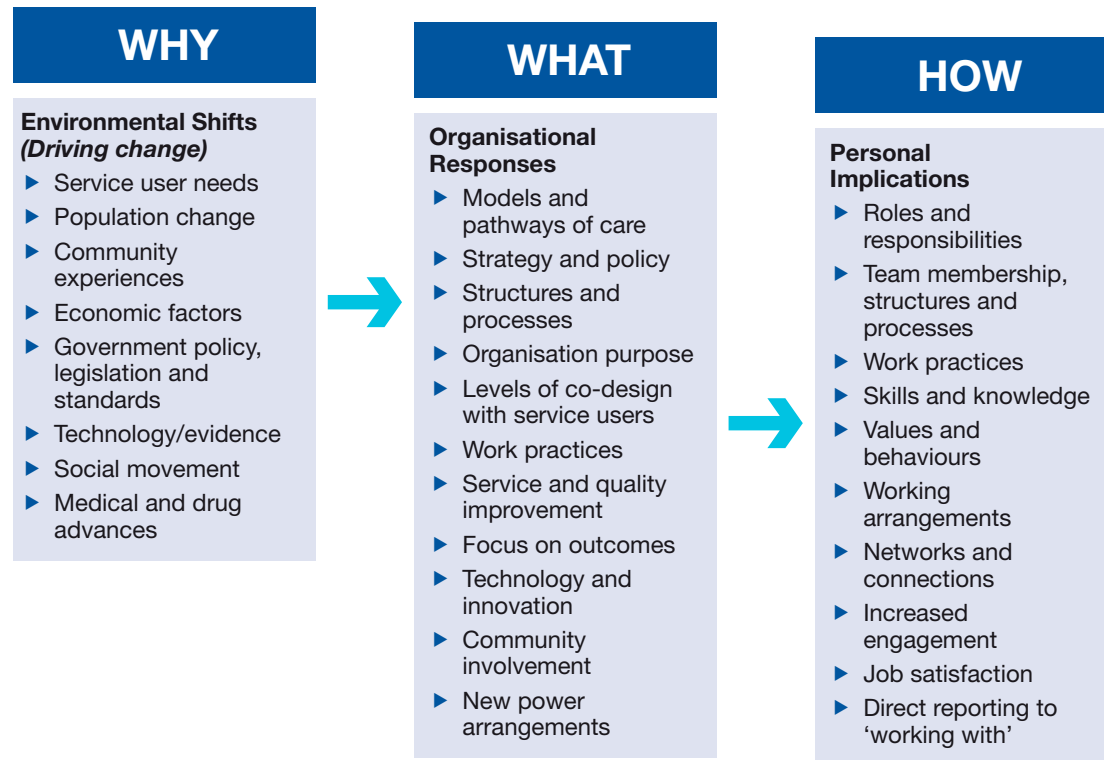 WHY
Environmental Shifts
(Driving change)
Service user needs
Population change
Community
experiences
Economic factors
Government policy,
legislation and
standards
Technology/evidence
Social movement
Medical and drug
advances
WHAT
Organisational
Responses
Models and
pathways of care
Strategy and policy
Structures and
processes
Organisation purpose
Levels of co-design
with service users
Work practices
Service and quality
improvement
Focus on outcomes
Technology and
innovation
Community
involvement
New power
arrangements
HOW
Personal
Implications
Roles and
responsibilities
Team membership,
structures and
processes
Work practices
Skills and knowledge
Values and
behaviours
Working
arrangements
Networks and
connections
Increased
engagement
Job satisfaction
Direct reporting to
‘working with’